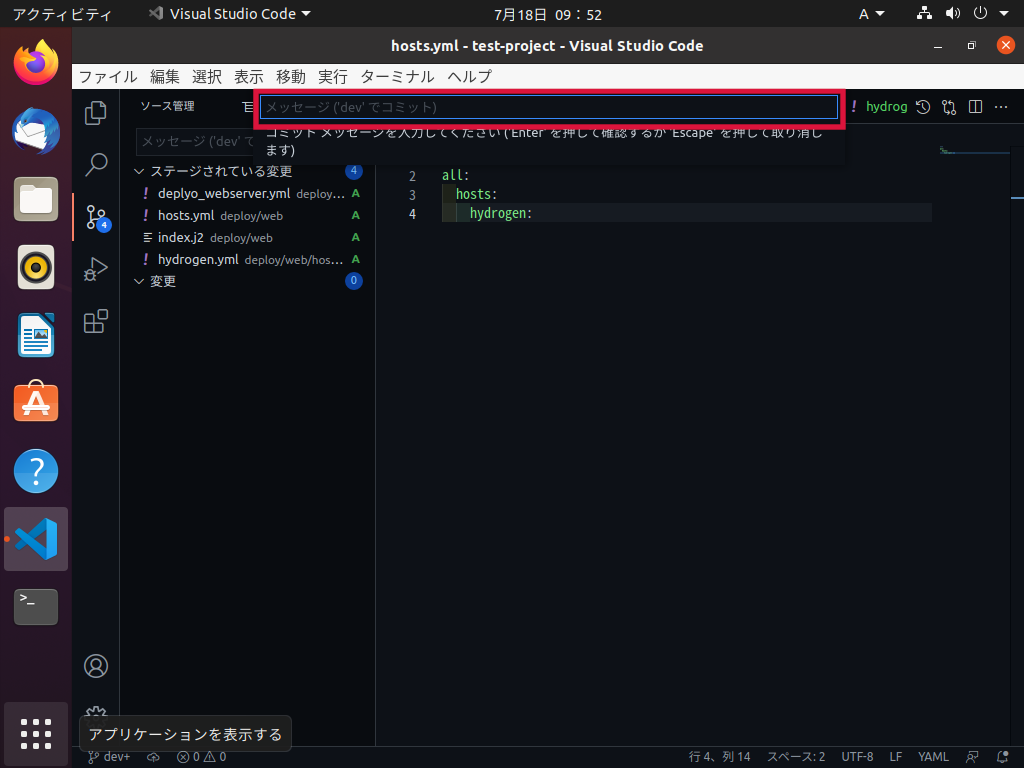 アクティビティ
Visual Studio Code
7月18日 09：52
A
hosts.yml - test-project - Visual Studio Code
ファイル 編集 選択 表示 移動 実行 ターミナル ヘルプ
ソース管理
メッセージ ('dev' でコミット)
hydrog
コミット メッセージを入力してください ('Enter' を押して確認するか 'Escape' を押して取り消します)
メッセージ ('dev' で
ステージされている変更 4
! deplyo_webserver.yml deploy... A
! hosts.yml deploy/web A
index.j2 deploy/web A
! hydrogen.yml deploy/web/hos... A
変更 0
2 all:
3 hosts:
4 hydrogen:
4
アプリケーションを表示する
dev+
0 0
行 4、列 14
スペース: 2
UTF-8
LF
YAML